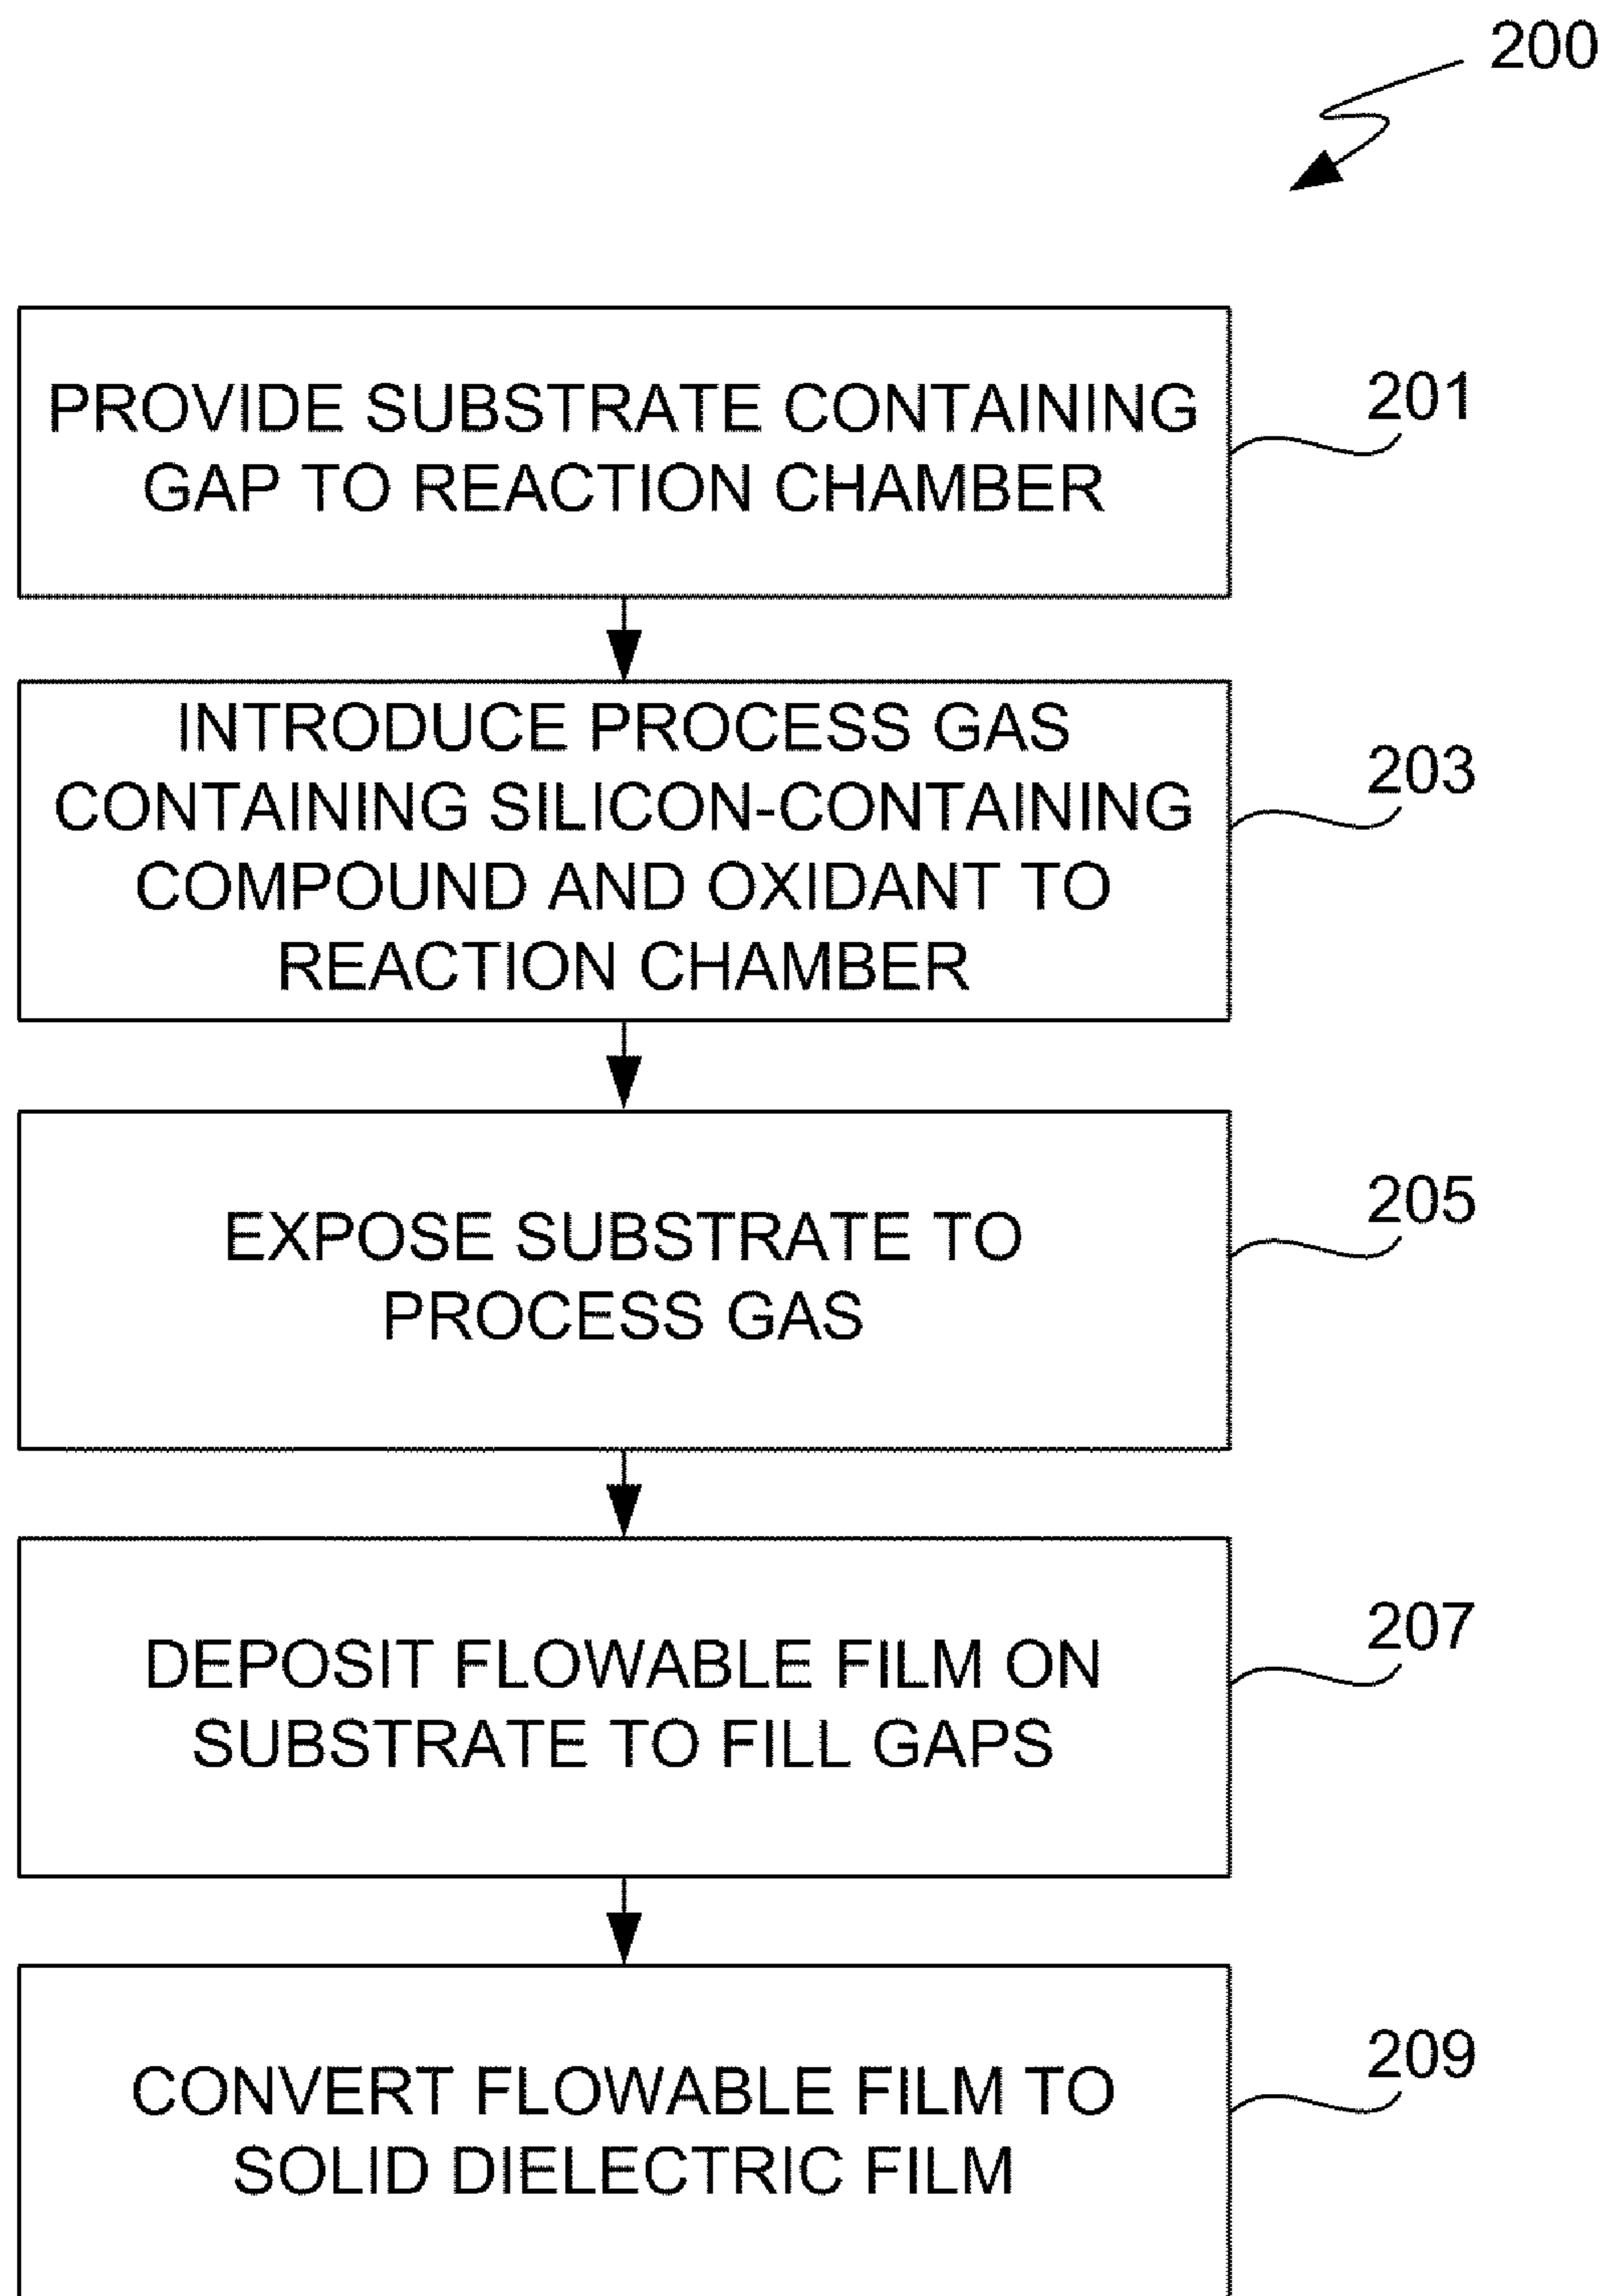 200
PROVIDE SUBSTRATE CONTAINING
GAP TO REACTION CHAMBER
201
INTRODUCE PROCESS GAS
CONTAINING SILICON-CONTAINING
COMPOUND AND OXIDANT TO
REACTION CHAMBER
203
EXPOSE SUBSTRATE TO
PROCESS GAS
205
DEPOSIT FLOWABLE FILM ON
SUBSTRATE TO FILL GAPS
207
CONVERT FLOWABLE FILM TO
SOLID DIELECTRIC FILM
209